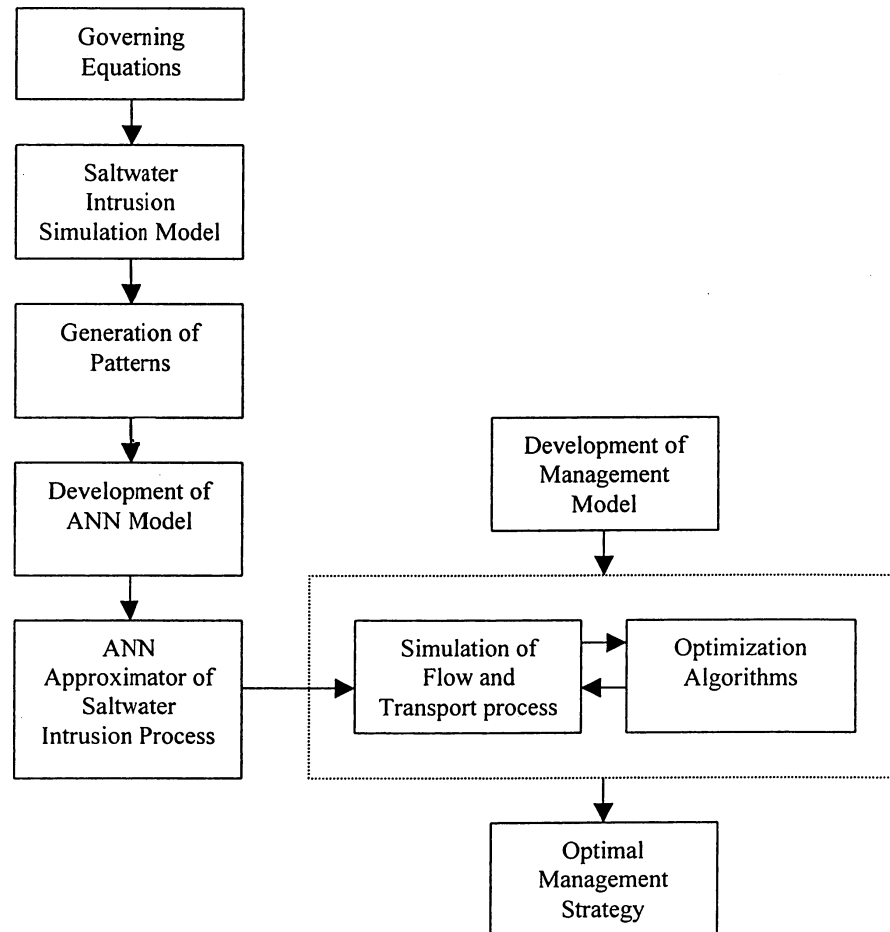 Governing
Equations
Saltwater
Intrusion
Simulation Model
Generation of
Patterns
Development of
ANN Model
ANN
Approximator of
Saltwater
Intrusion Process
Development of
Management
Model
Simulation of
Flow and
Transport process
Optimization
Algorithms
Optimal
Management
Strategy